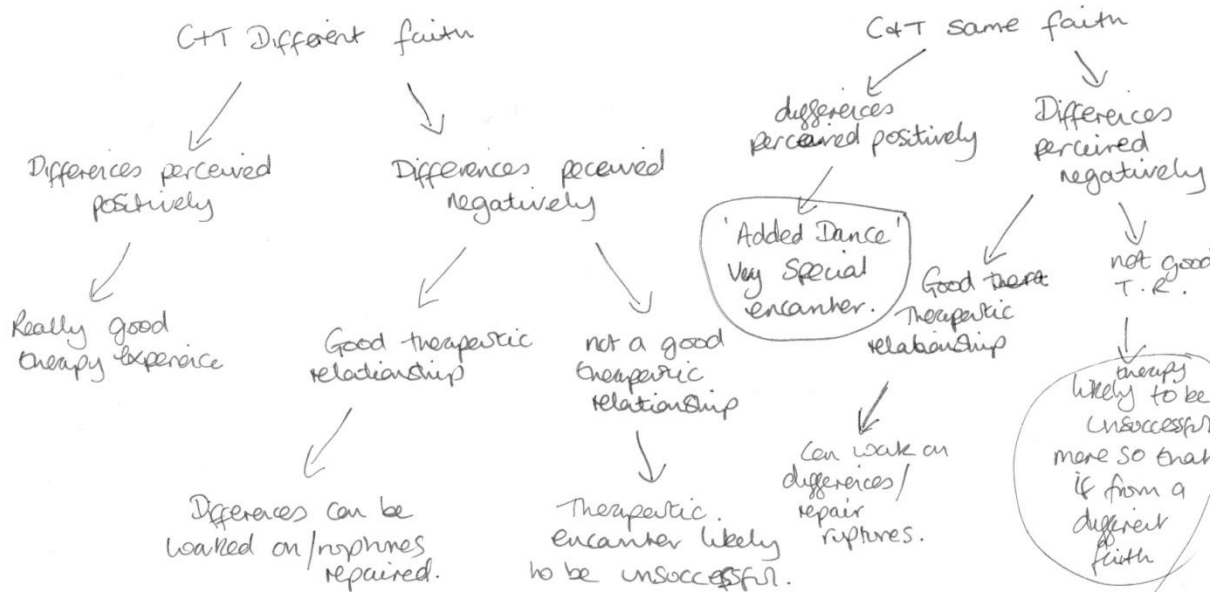 C+T Different faith
Differences perceived
positively
Really good
therapy experience
Differences peceived
negatively
Good therapeutic
relationship
Differences can be
worked on/ruptures
repaired.
not a good
therapeutic
relationship
Therapeutic
encounter likely
to be unsuccessful.
C&T same faith
differences
perceived positively
'Added Dance'
Very special
encounter.
Differences
perceived
negatively
Good
Therapeutic
relationship
Can work on
differences/
repair
ruptures.
not good
T.R.
therapy
likely to be
unsuccessful
more so that
if from a
different
faith